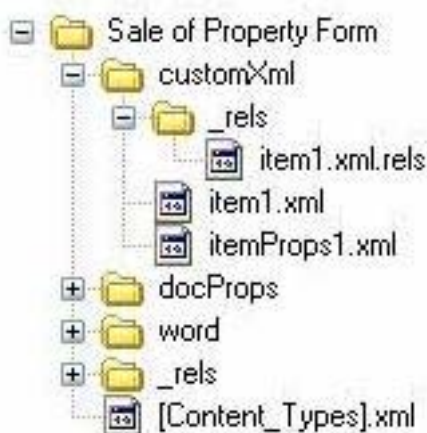 Sale of Property Form
customXml
_rels
item1.xml.rels
item1.xml
itemProps1.xml
docProps
word
_rels
[Content_Types].xml